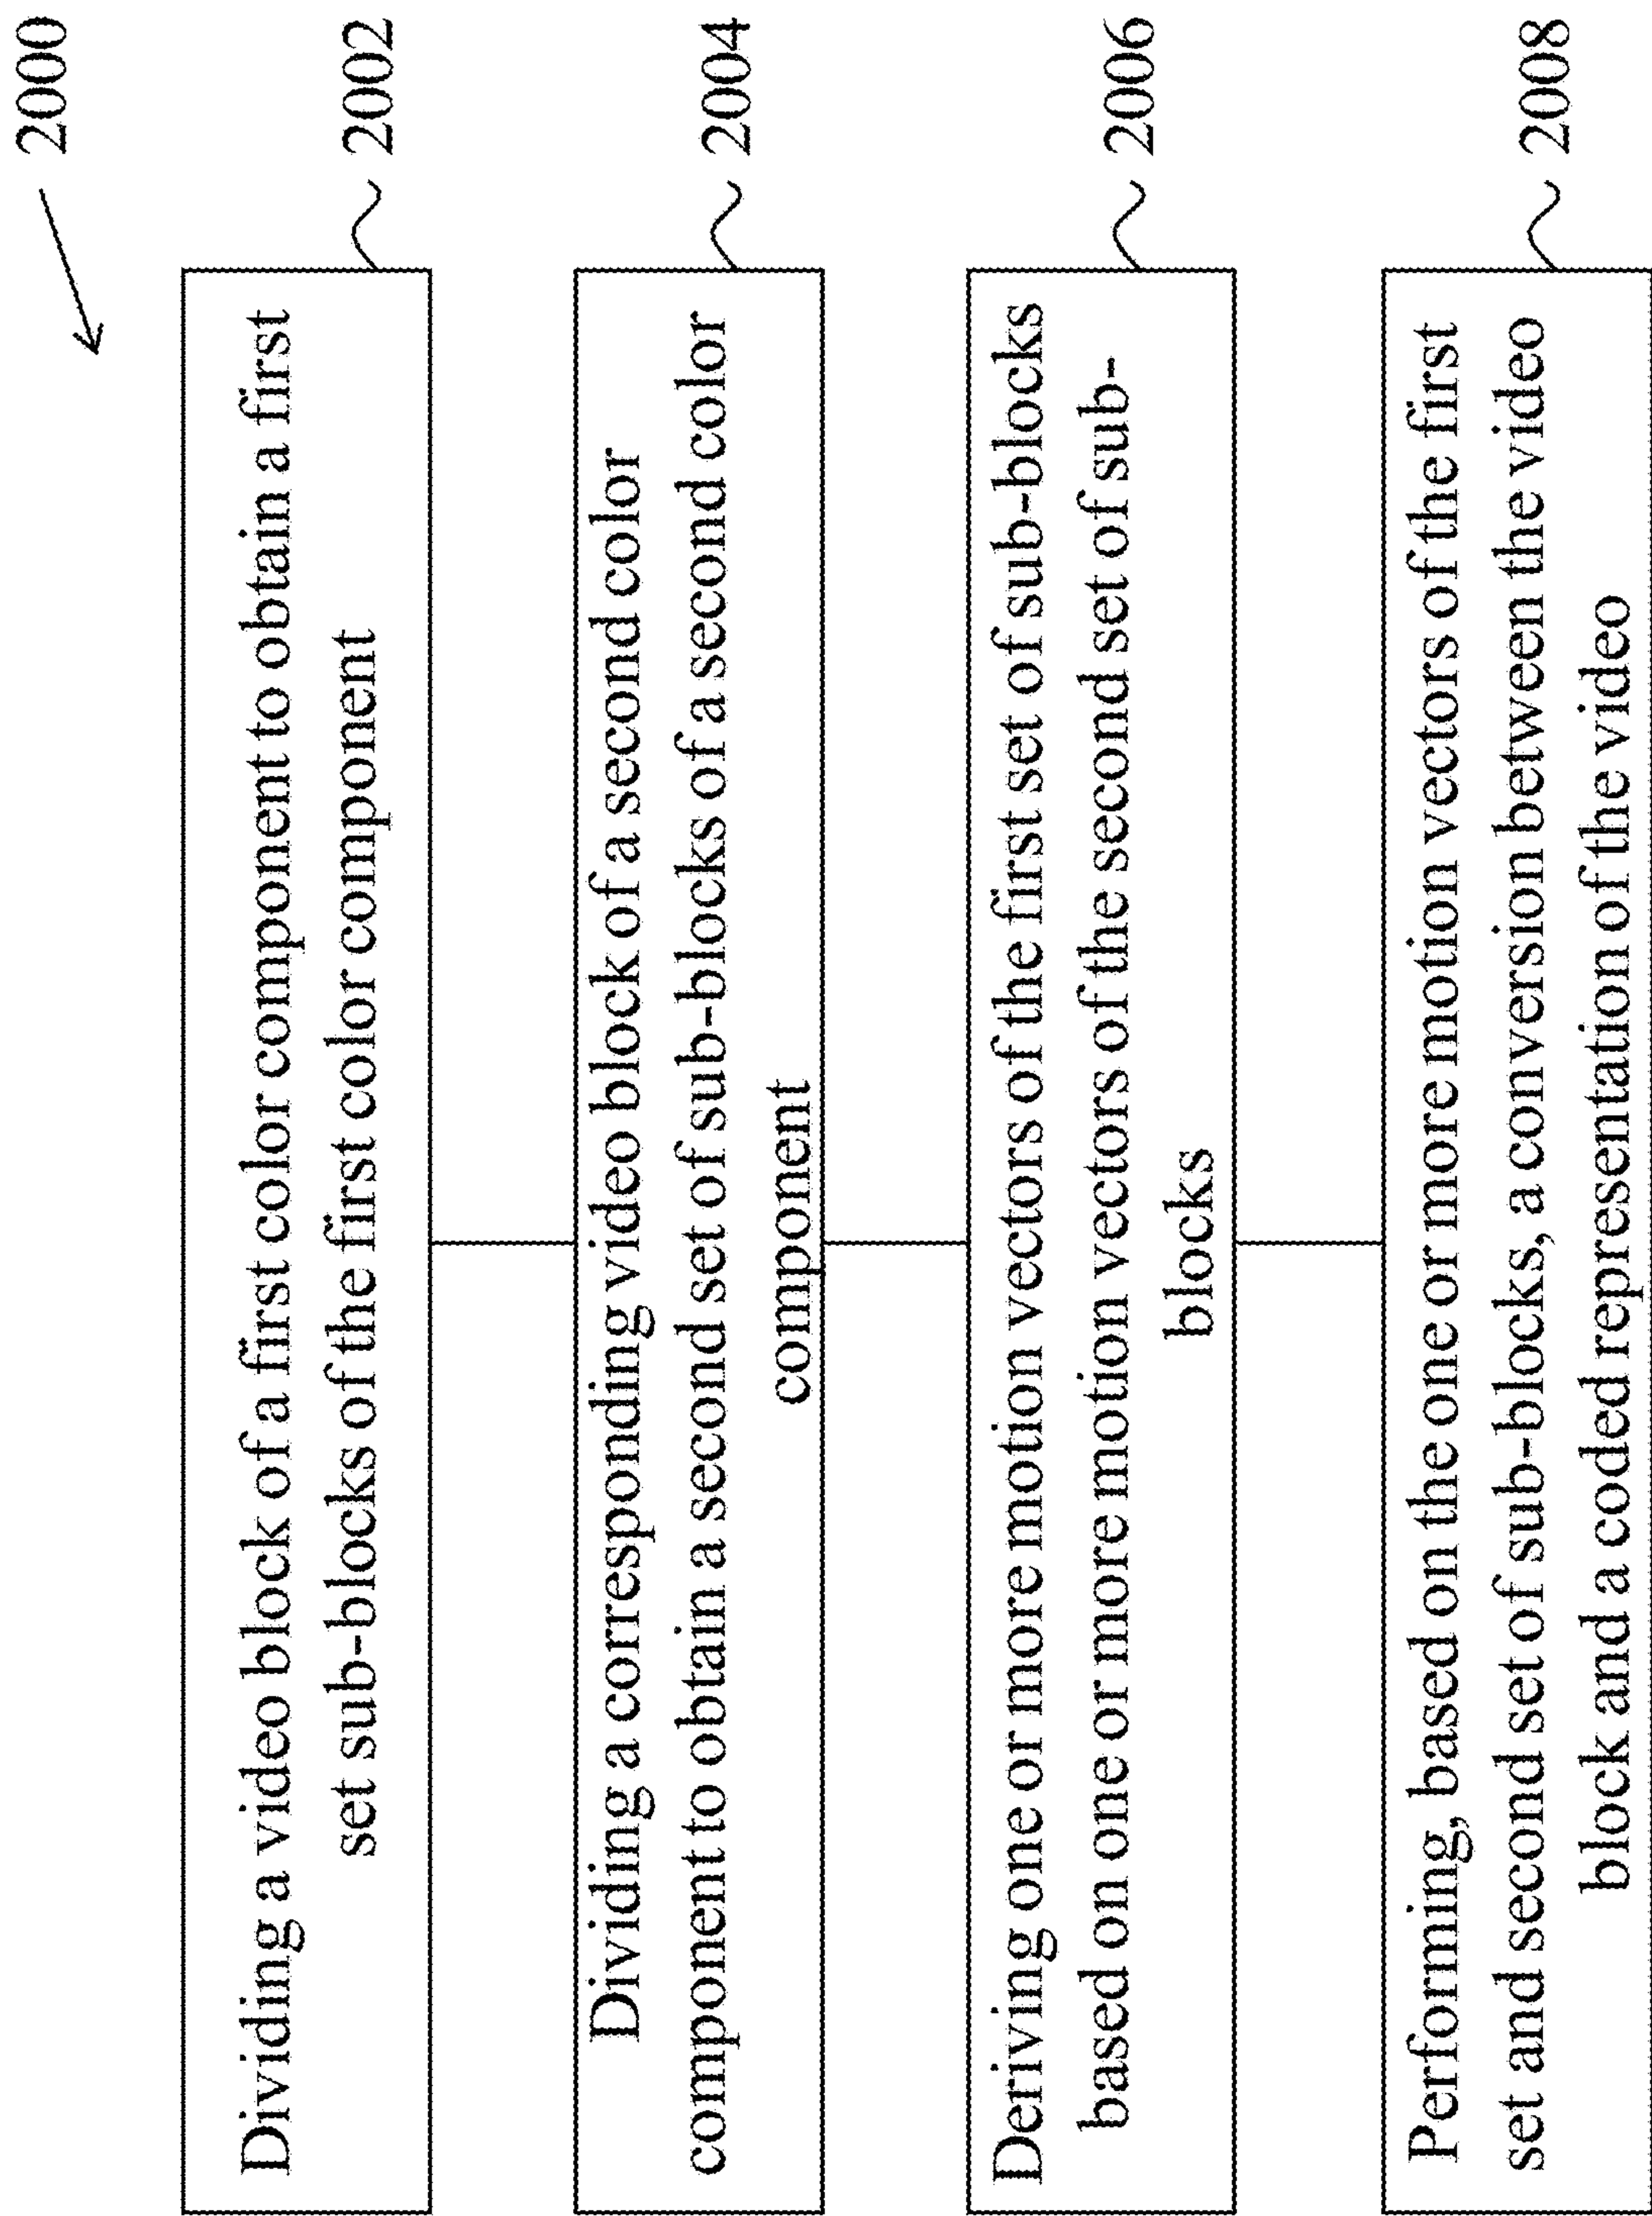 2000
Dividing a video block of a first color component to obtain a first
set sub-blocks of the first color component
2002
Dividing a corresponding video block of a second color
component to obtain a second set of sub-blocks of a second color
component
2004
Deriving one or more motion vectors of the first set of sub-blocks
based on one or more motion vectors of the second set of sub-
blocks
2006
Performing, based on the one or more motion vectors of the first
set and second set of sub-blocks, a conversion between the video
block and a coded representation of the video
2008